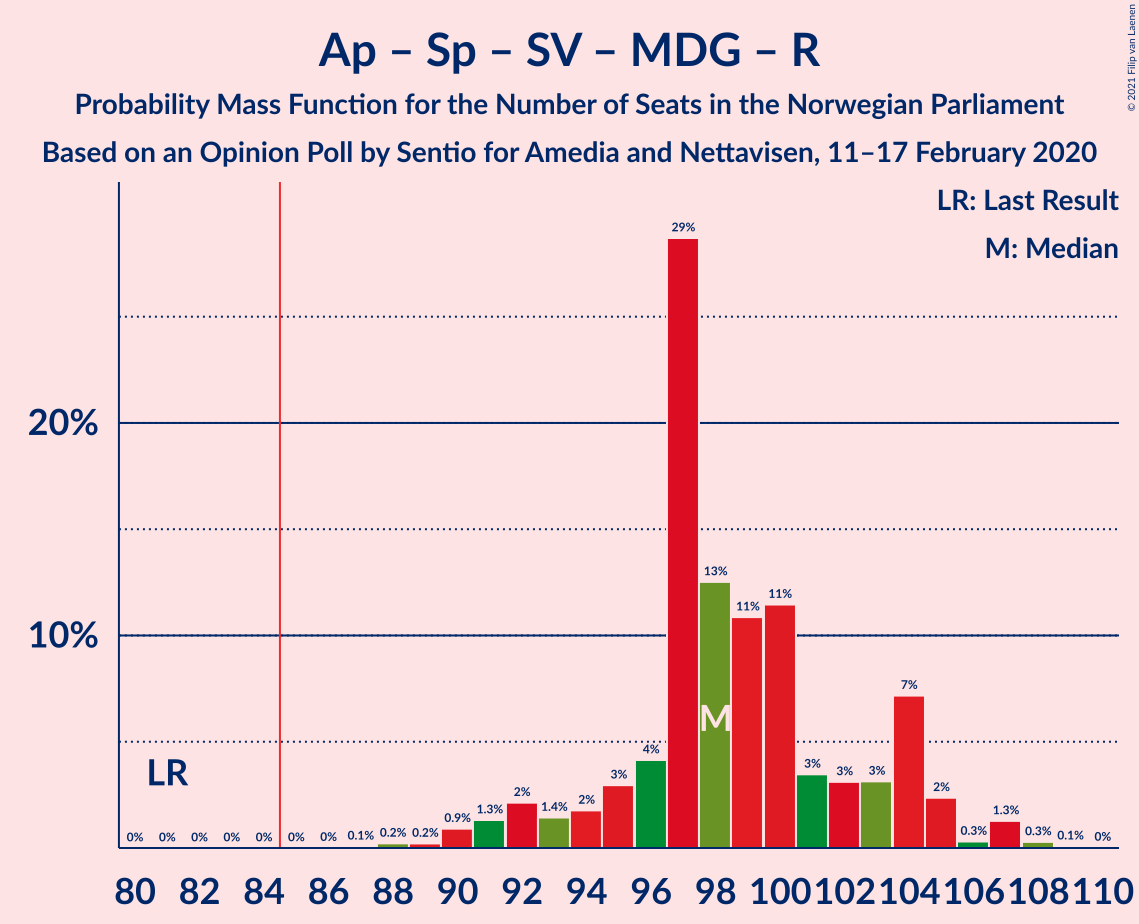 Ap – Sp – SV – MDG – R
Probability Mass Function for the Number of Seats in the Norwegian Parliament
Based on an Opinion Poll by Sentio for Amedia and Nettavisen, 11–17 February 2020
© 2021 Filip van Laenen
LR: Last Result
M: Median
29%
20%
13%
11% 11%
10%
7%
M
4%
LR
3% 3% 3% 3%
2% 2% 2%
0.9% 1.3% 1.4% 1.3%
0% 0% 0% 0% 0% 0% 0% 0.1% 0.2% 0.2% 0.3% 0.3% 0.1% 0%
80 82 84 86 88 90 92 94 96 98 100 102 104 106 108 110